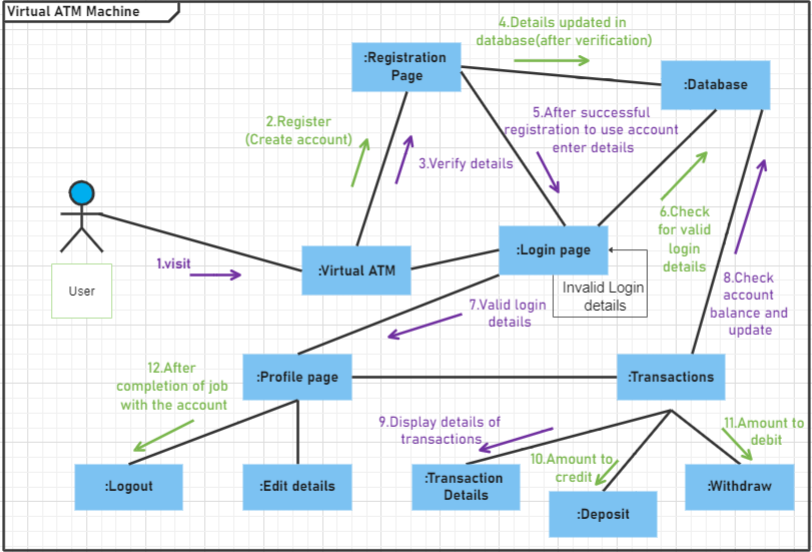 Virtual ATM Machine
4.Details updated in
database(after verification)
:Registration
Page
:Database
2.Register
(Create account)
5.After successful
registration to use account
enter details
3.Verify details
6.Check
for valid
login
details
:Login page
1.visit
:Virtual ATM
User
Invalid Login
details
8.Check
account
balance and
update
7.Valid login
details
12.After
completion of job
with the account
:Profile page
:Transactions
9.Display details of
transactions
11.Amount to
debit
10.Amount to
credit
:Logout
:Edit details
:Transaction
Details
:Withdraw
:Deposit